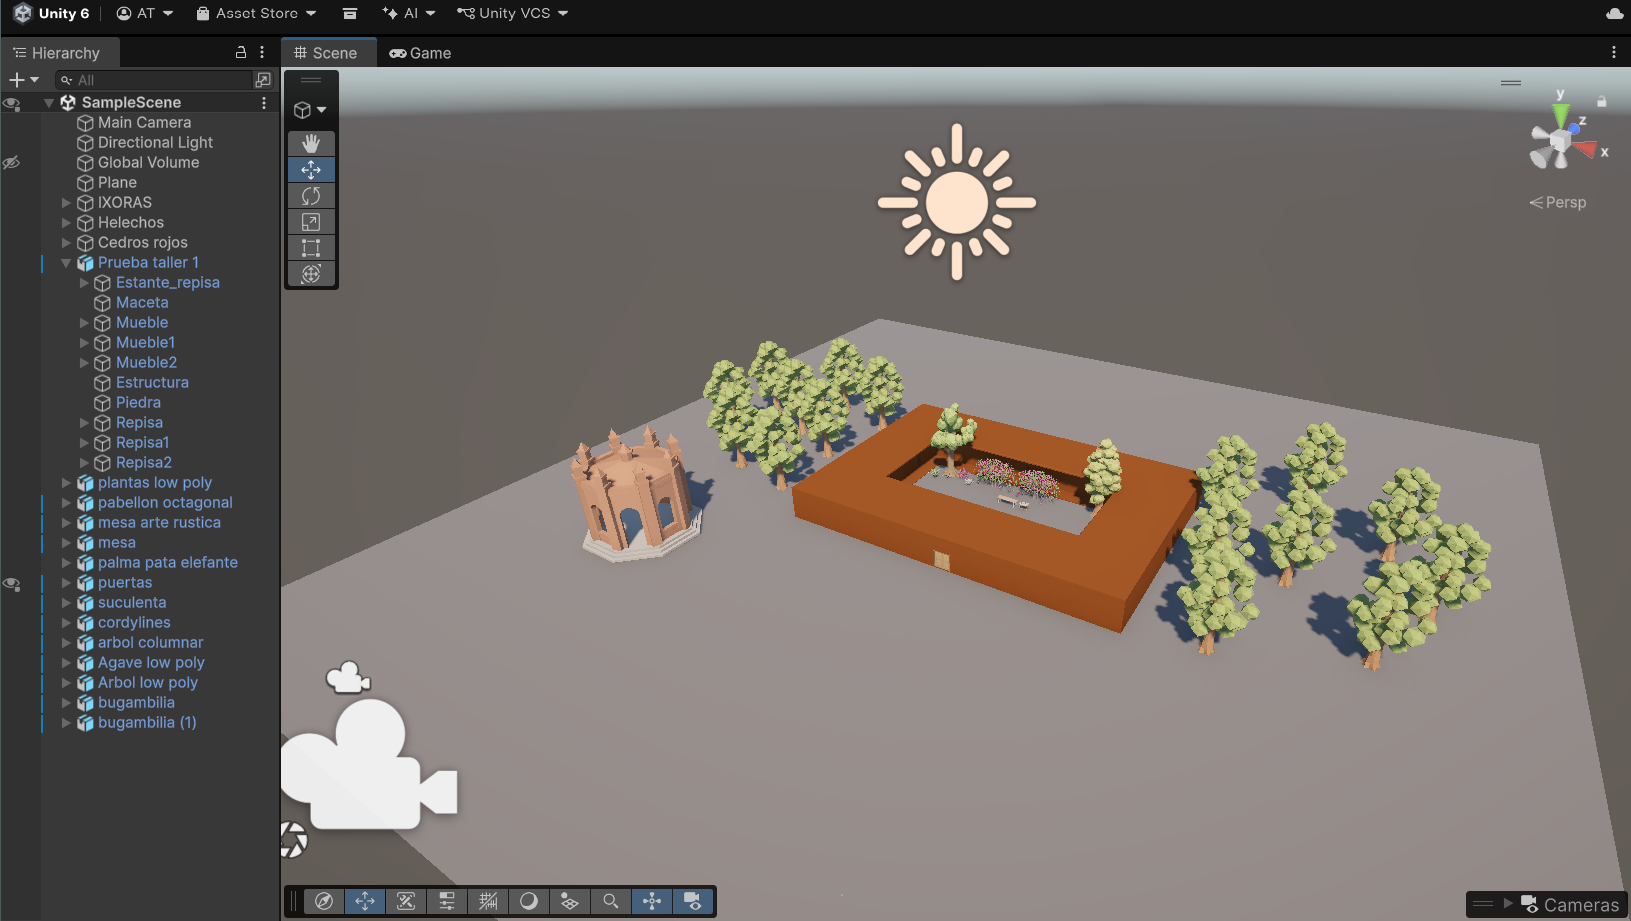 Unity 6 AT Asset Store AI Unity VCS
Hierarchy
Scene Game
All
SampleScene
Main Camera
Directional Light
Global Volume
Plane
IXORAS
Helechos
Cedros rojos
Prueba taller 1
Estante_repisa
Maceta
Mueble
Mueble1
Mueble2
Estructura
Piedra
Repisa
Repisa1
Repisa2
plantas low poly
pabellon octagonal
mesa arte rustica
mesa
palma pata elefante
puertas
suculenta
cordylines
arbol columnar
Agave low poly
Arbol low poly
bugambilia
bugambilia (1)
y
z
x
Persp
Cameras